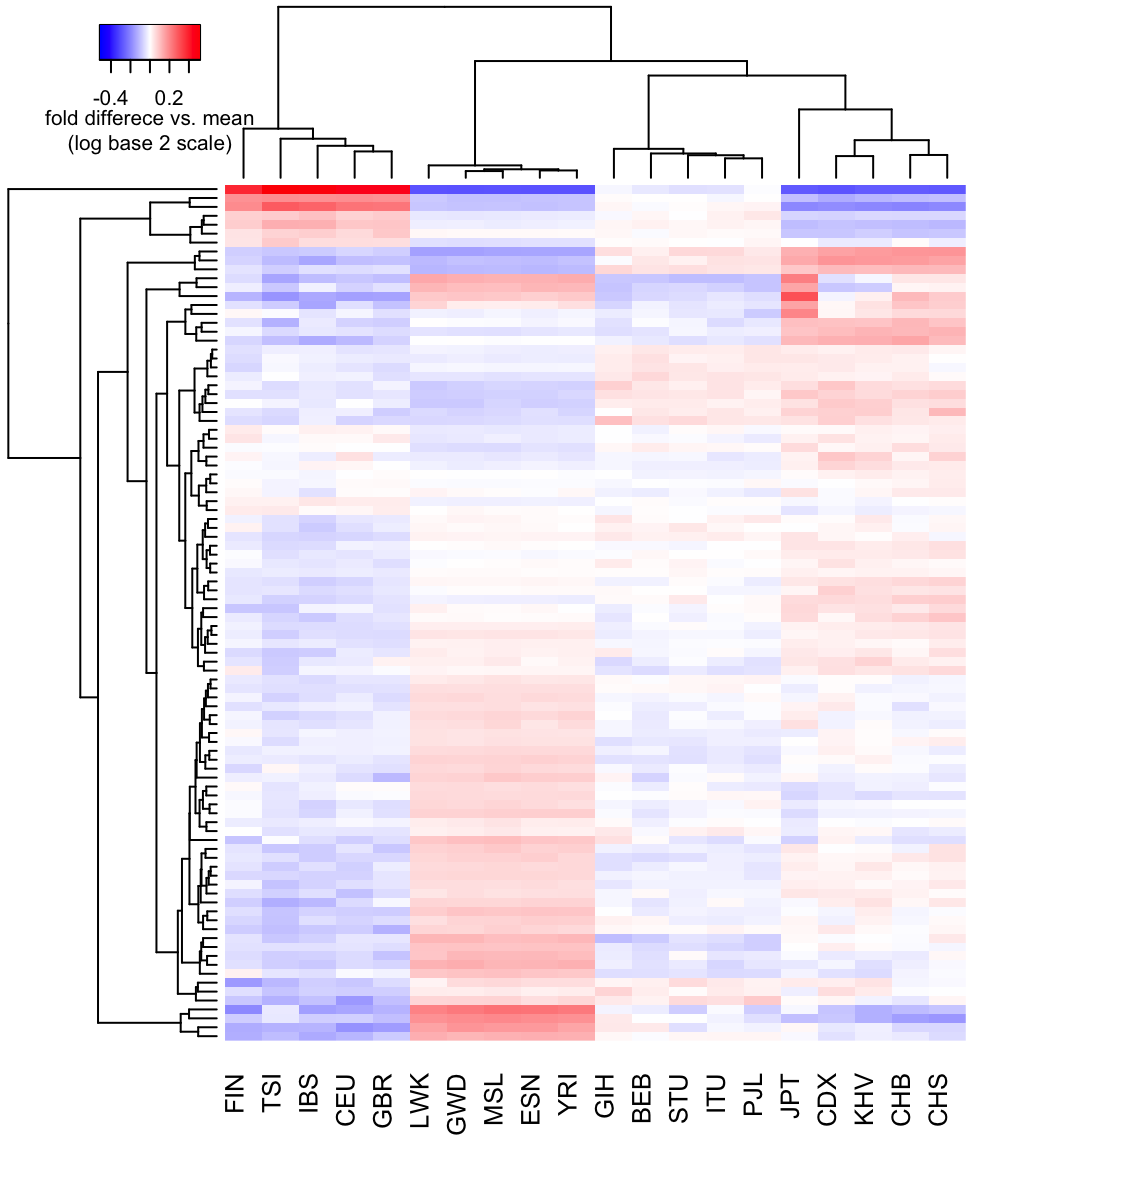 -0.4 0.2
fold differece vs. mean
(log base 2 scale)
FIN TSI IBS CEU GBR LWK GWD MSL ESN YRI GIH BEB STU ITU PJL JPT CDX KHV CHB CHS